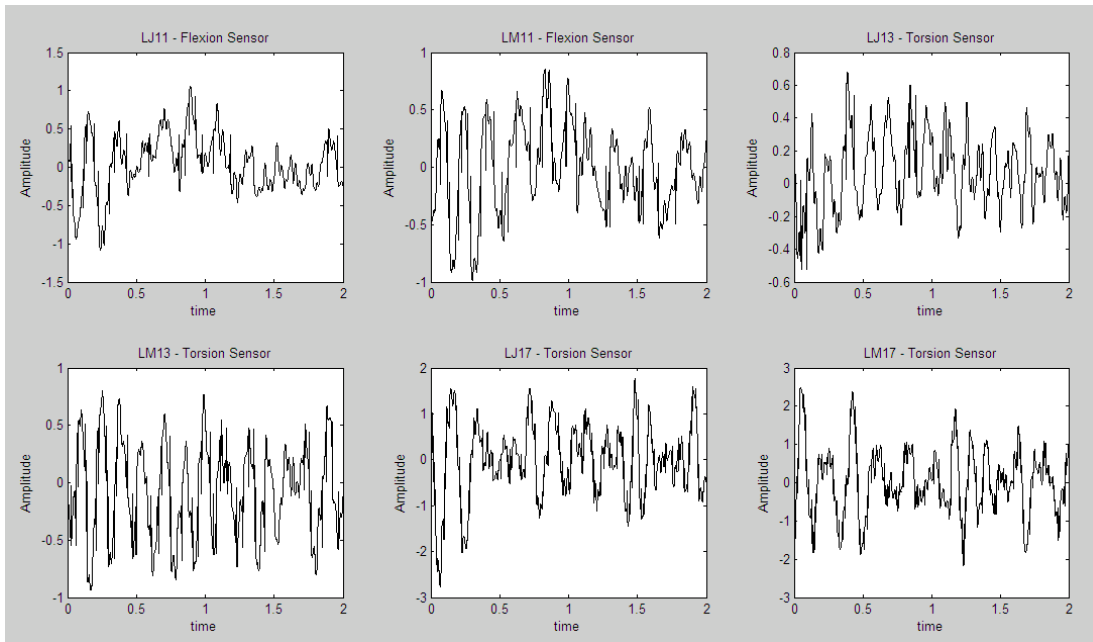 LJ11 - Flexion Sensor
1.5
1
0.5
0
-0.5
-1
-1.5
Amplitude
0 0.5 1 1.5 2
time
LM11 - Flexion Sensor
1
0.5
0
-0.5
-1
Amplitude
0 0.5 1 1.5 2
time
LJ13 - Torsion Sensor
0.8
0.6
0.4
0.2
0
-0.2
-0.4
0.6
Amplitude
0 0.5 1 1.5 2
time
LM13 - Torsion Sensor
1
0.5
0
-0.5
-1
Amplitude
0 0.5 1 1.5 2
time
LJ17 - Torsion Sensor
2
1
0
-1
-2
-3
Amplitude
0 0.5 1 1.5 2
time
LM17 - Torsion Sensor
3
2
1
0
-1
-2
-3
Amplitude
0 0.5 1 1.5 2
time